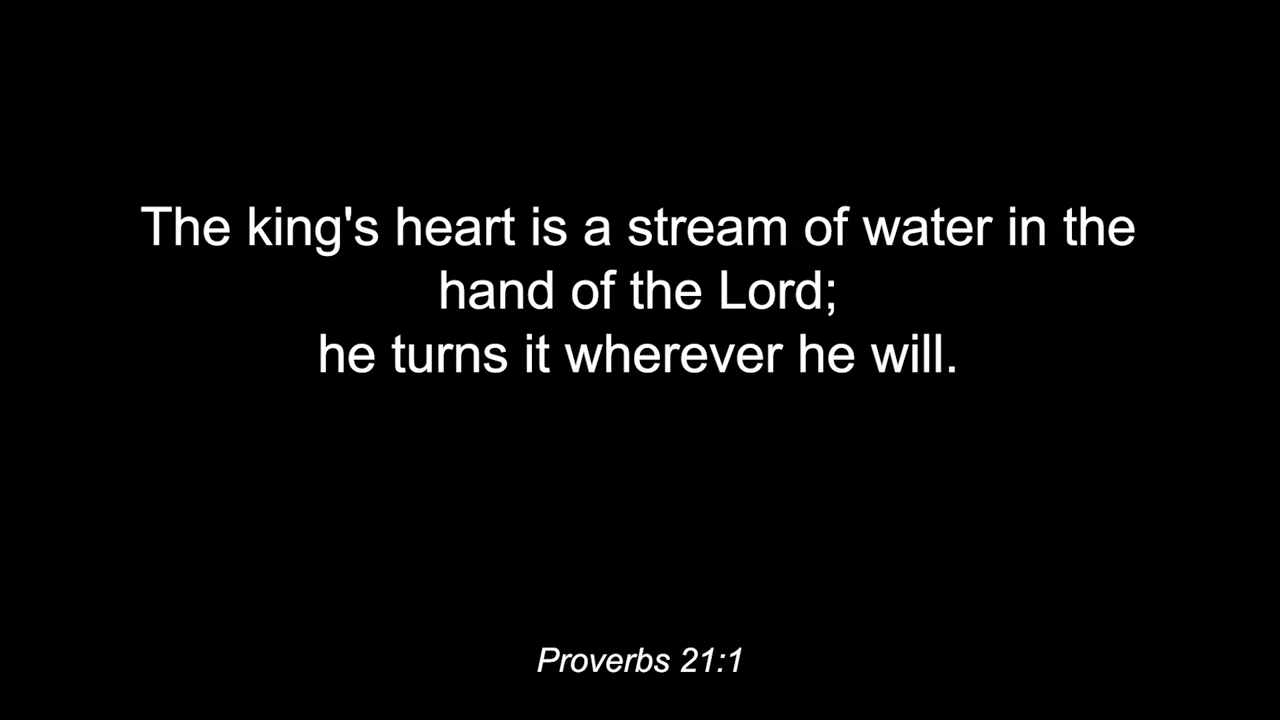 The king's heart is a stream of water in the
hand of the Lord;
he turns it wherever he will.
Proverbs 21:1